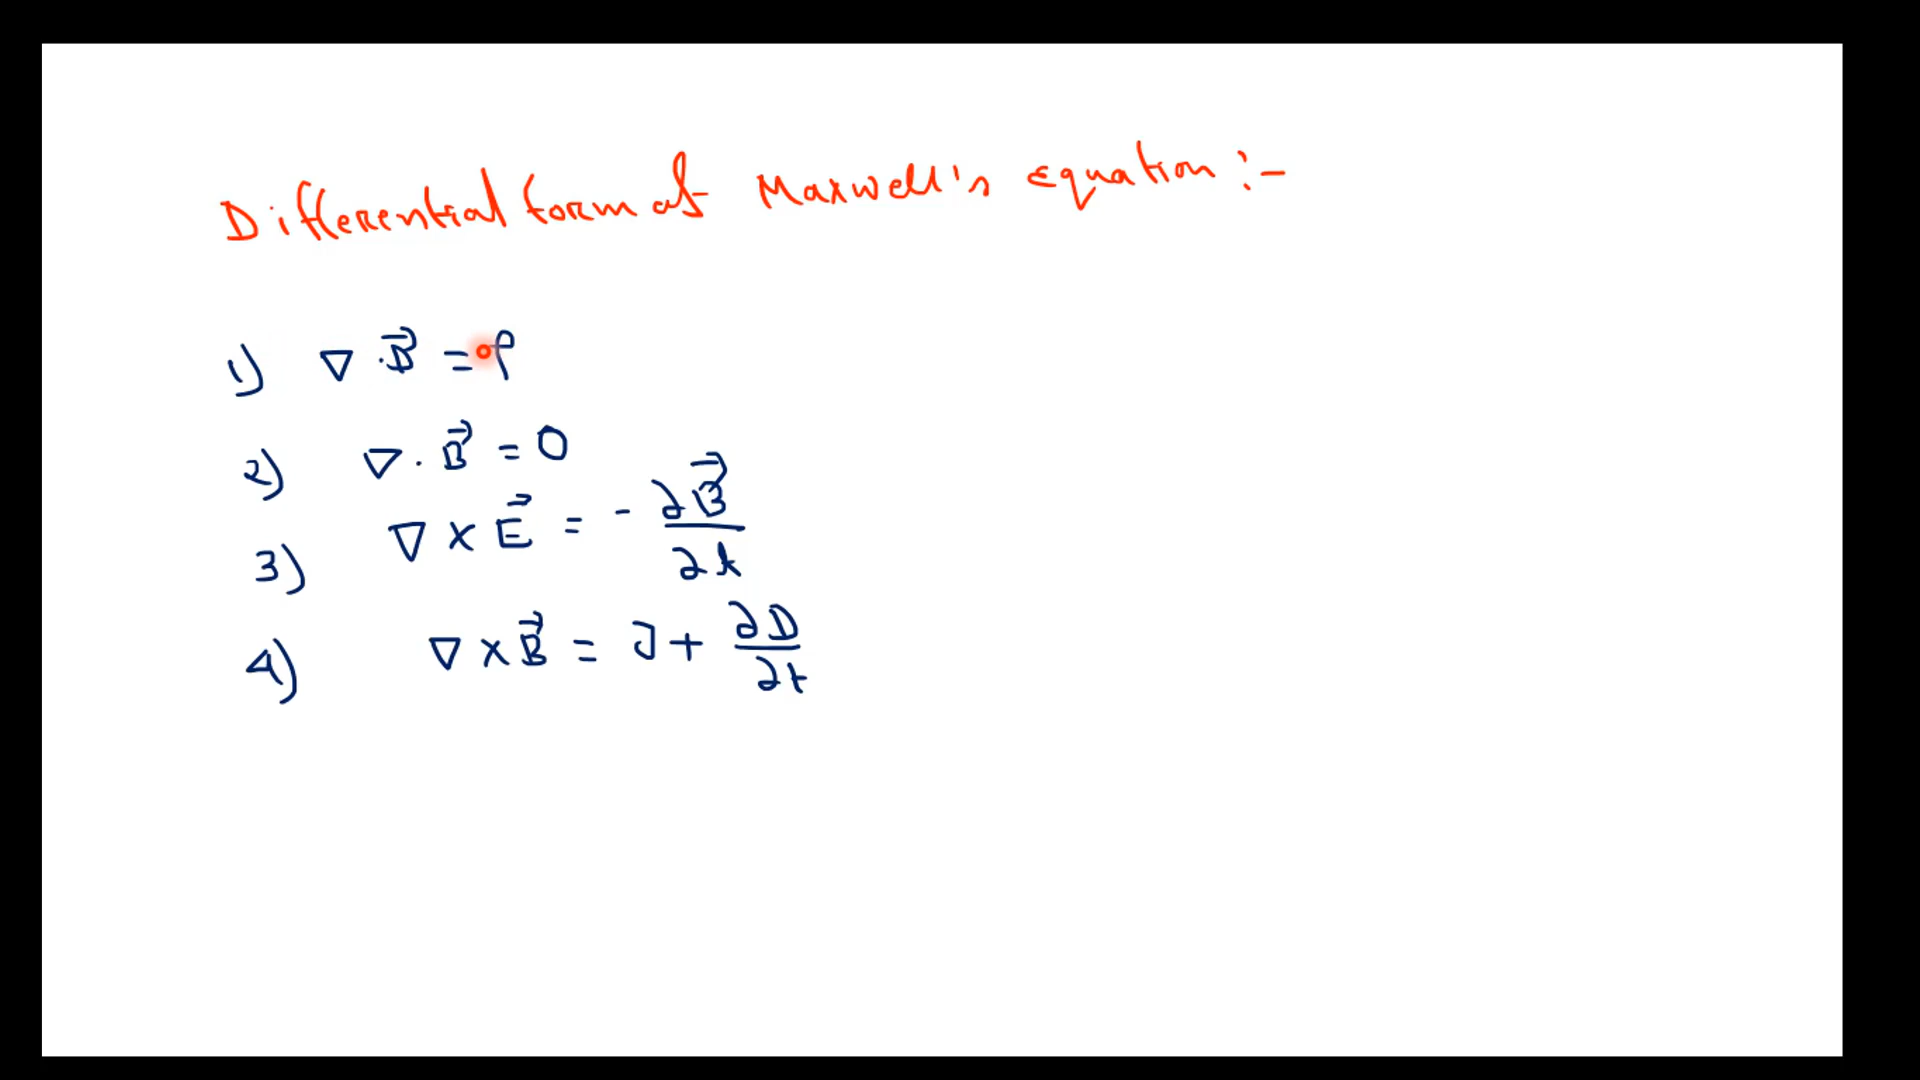 Differential form of Maxwell's equation :-
1) ∇ · B⃗ = ρ
2) ∇ · B⃗ = 0
3) ∇ × E⃗ = - ∂B⃗/∂t
4) ∇ × B⃗ = J + ∂D/∂t